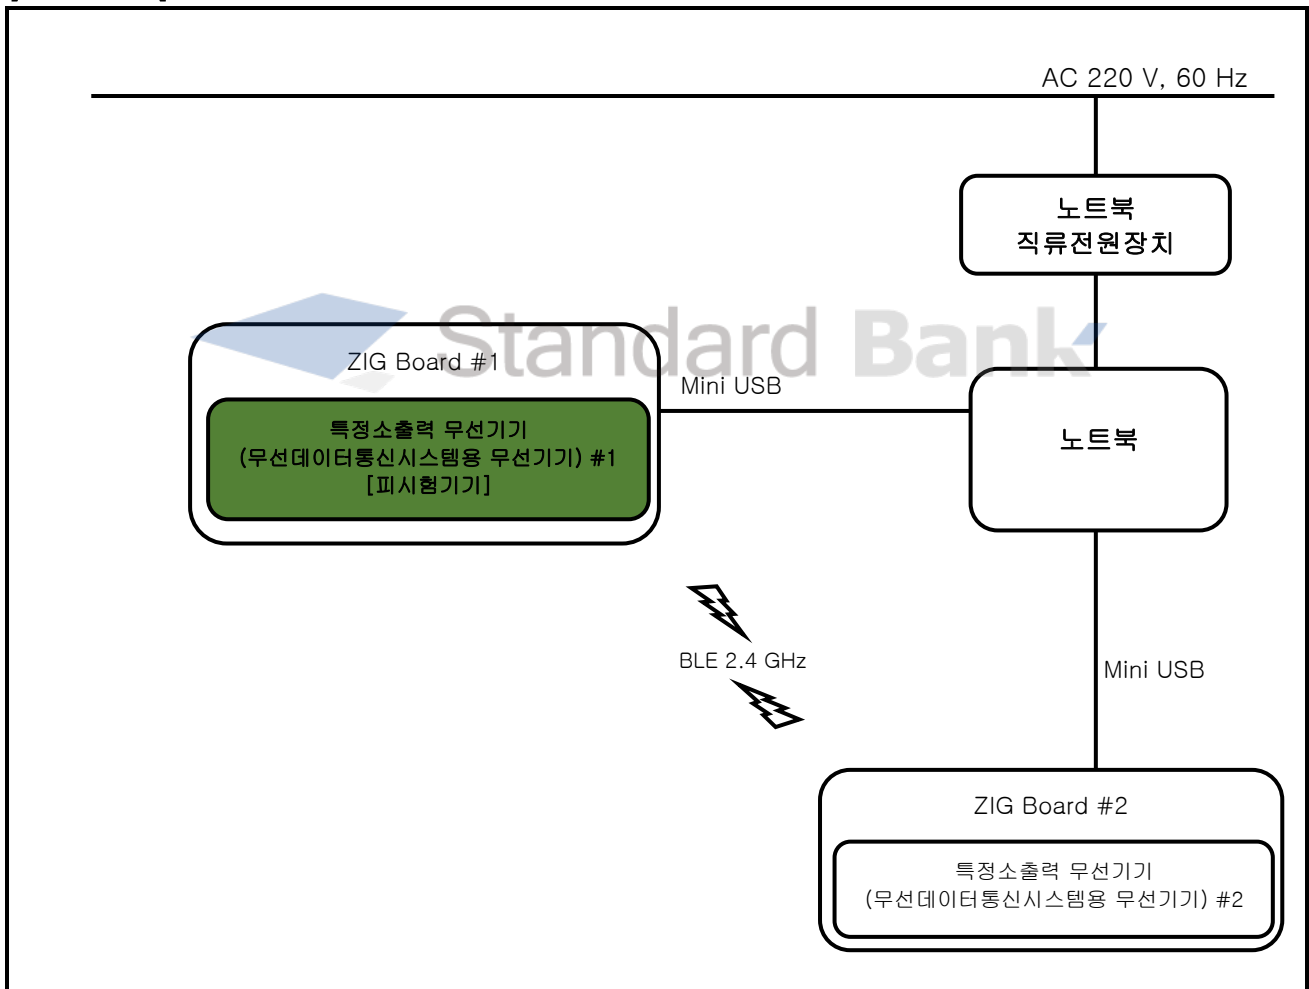 AC 220 V, 60 Hz
노트북
직류전원장치
Standard Bank
ZIG Board #1
Mini USB
특정소출력 무선기기
(무선데이터통신시스템용 무선기기) #1
[피시험기기]
노트북
BLE 2.4 GHz
Mini USB
ZIG Board #2
특정소출력 무선기기
(무선데이터통신시스템용 무선기기) #2